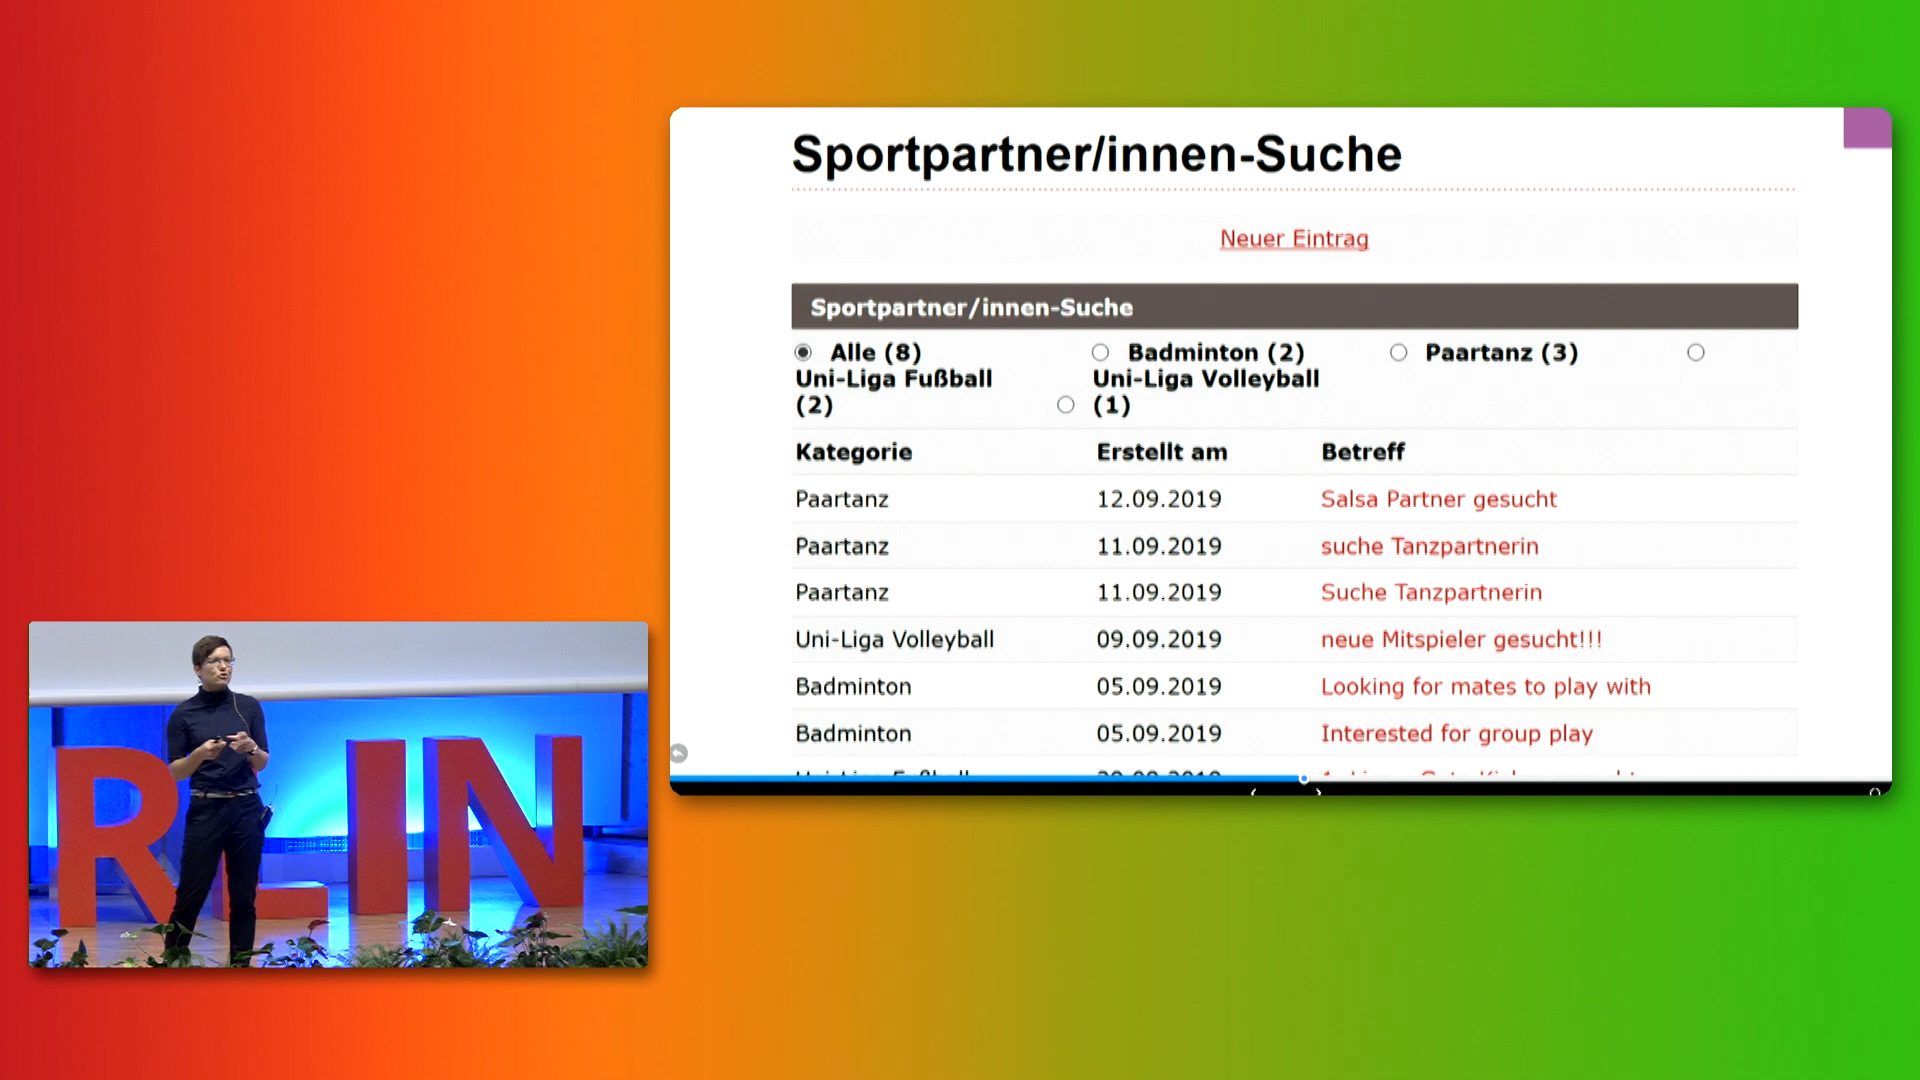 Sportpartner/innen-Suche
Neuer Eintrag
Sportpartner/innen-Suche
Alle (8) Badminton (2) Paartanz (3)
Uni-Liga Fußball Uni-Liga Volleyball
(2) (1)
Kategorie Erstellt am Betreff
Paartanz 12.09.2019 Salsa Partner gesucht
Paartanz 11.09.2019 suche Tanzpartnerin
Paartanz 11.09.2019 Suche Tanzpartnerin
Uni-Liga Volleyball 09.09.2019 neue Mitspieler gesucht!!!
Badminton 05.09.2019 Looking for mates to play with
Badminton 05.09.2019 Interested for group play
RLIN